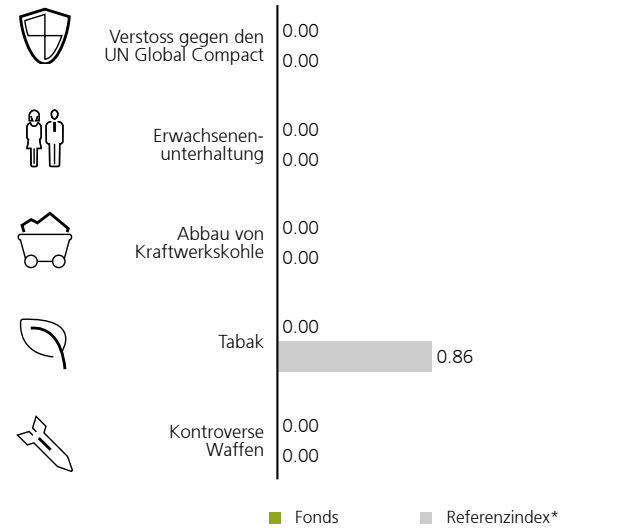 Verstoss gegen den
UN Global Compact
0.00
0.00
Erwachsenen-
unterhaltung
0.00
0.00
Abbau von
Kraftwerkskohle
0.00
0.00
Tabak
0.00
0.86
Kontroverse
Waffen
0.00
0.00
Fonds
Referenzindex*